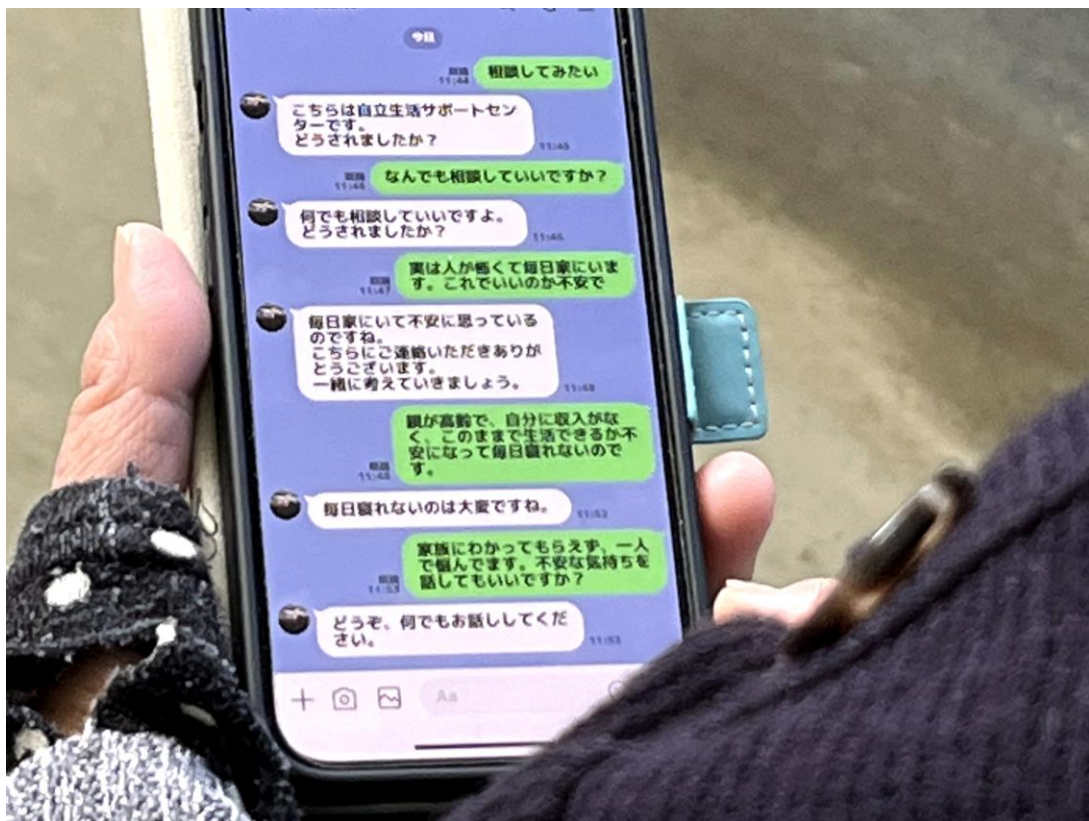 今日
相談してみたい
既読
11:44
こちらは自立生活サポートセン
ターです。
どうされましたか？
11:45
なんでも相談していいですか？
既読
11:46
何でも相談していいですよ。
どうされましたか？
11:46
実は人が怖くて毎日家にいま
す。これでいいのか不安で
既読
11:47
毎日家にいて不安に思っている
のですね。
こちらにご連絡いただきありが
とうございます。
一緒に考えていきましょう。
11:48
親が高齢で、自分に収入がな
く、このままで生活できるか不
安になって毎日寝れないので
す。
既読
11:48
毎日寝れないのは大変ですね。
11:52
家族にわかってもらえず、一人
で悩んでます。不安な気持ちを
話してもいいですか？
既読
11:53
どうぞ、何でもお話ししてくだ
さい。
11:53
Aa